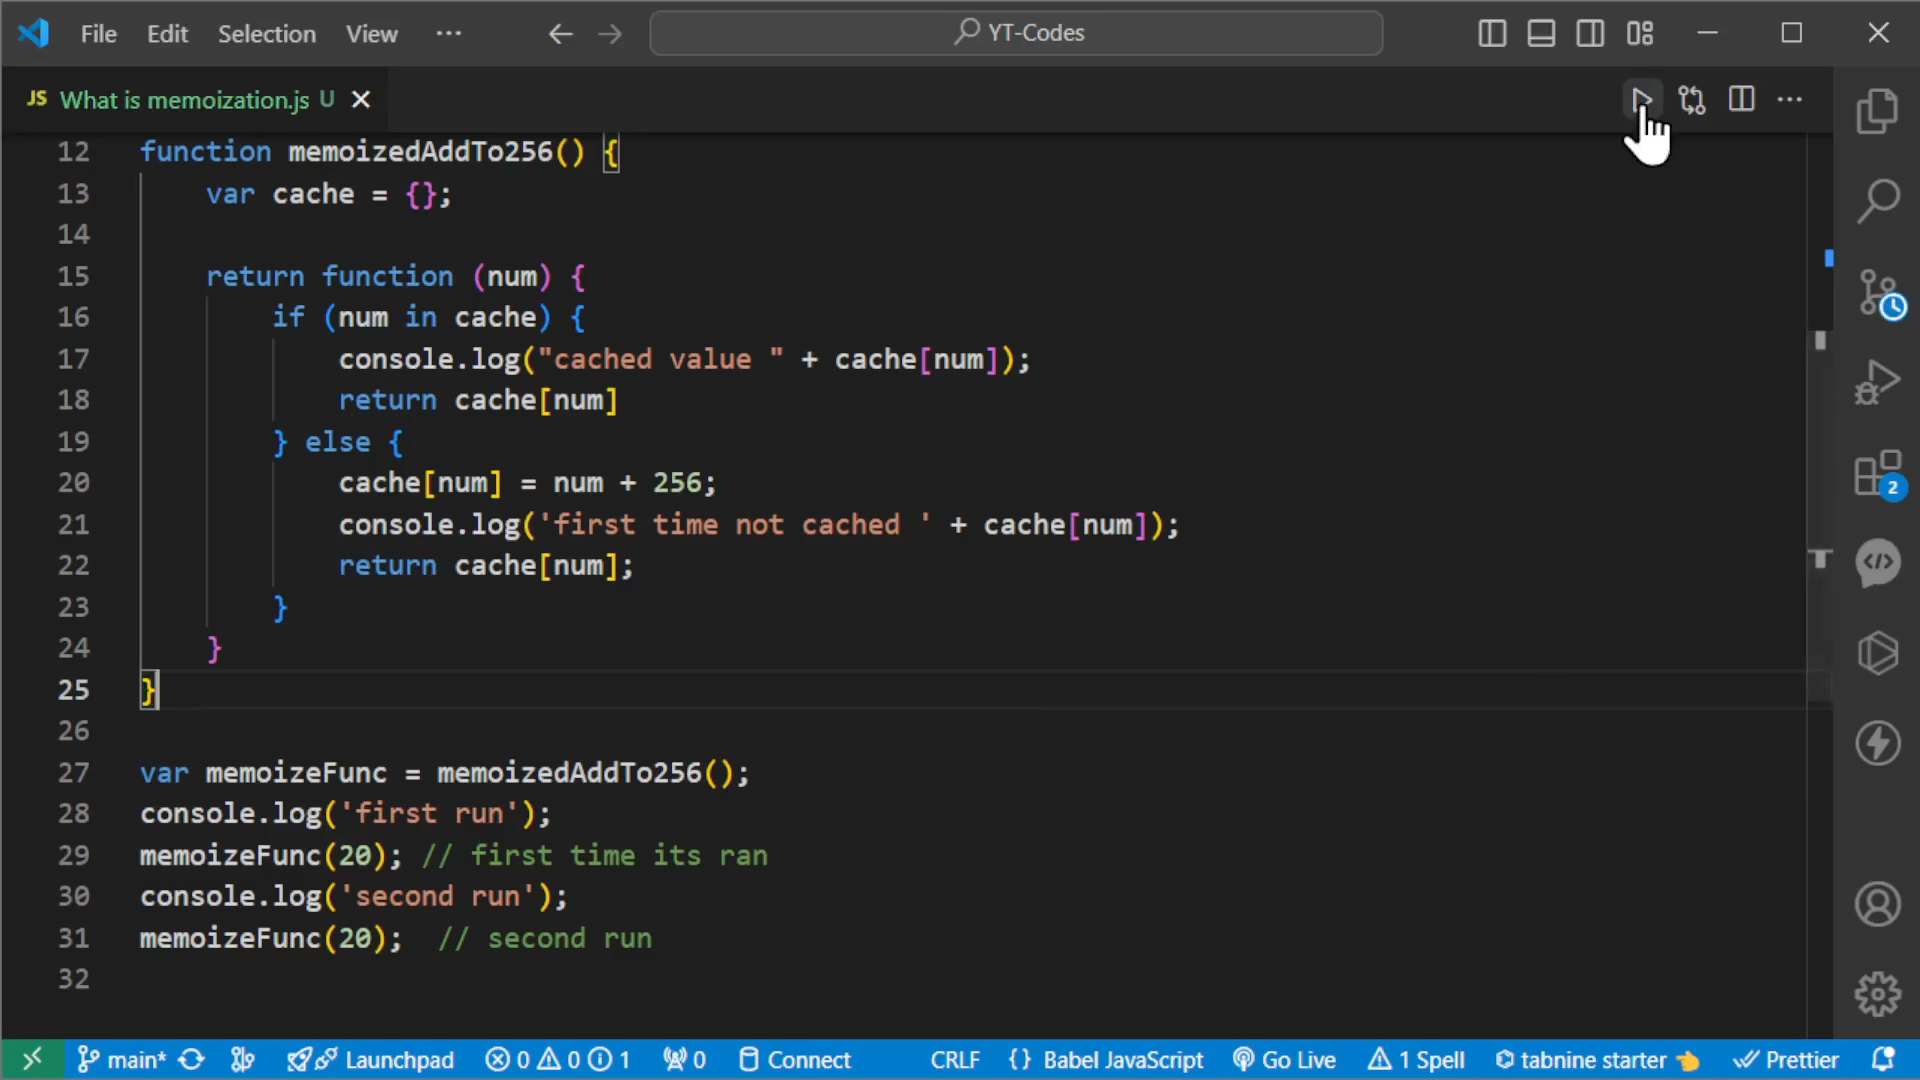 File Edit Selection View ··· YT-Codes
JS What is memoization.js U
12 function memoizedAddTo256() {
13 var cache = {};
14
15 return function (num) {
16 if (num in cache) {
17 console.log("cached value " + cache[num]);
18 return cache[num]
19 } else {
20 cache[num] = num + 256;
21 console.log('first time not cached ' + cache[num]);
22 return cache[num];
23 }
24 }
25 }
26
27 var memoizeFunc = memoizedAddTo256();
28 console.log('first run');
29 memoizeFunc(20); // first time its ran
30 console.log('second run');
31 memoizeFunc(20); // second run
32
2
main* Launchpad 0 0 1 0 Connect CRLF {} Babel JavaScript Go Live 1 Spell tabnine starter 👈 Prettier